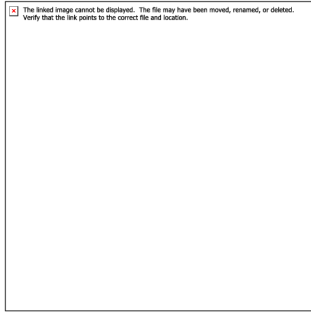 The linked image cannot be displayed. The file may have been moved, renamed, or deleted.
Verify that the link points to the correct file and location.